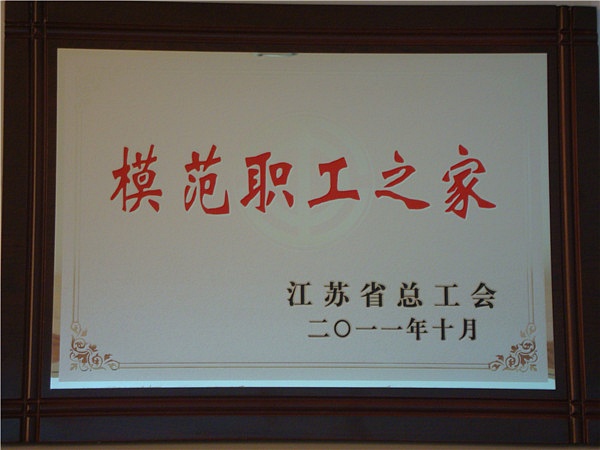 模范职工之家
江苏省总工会
二〇一一年十月